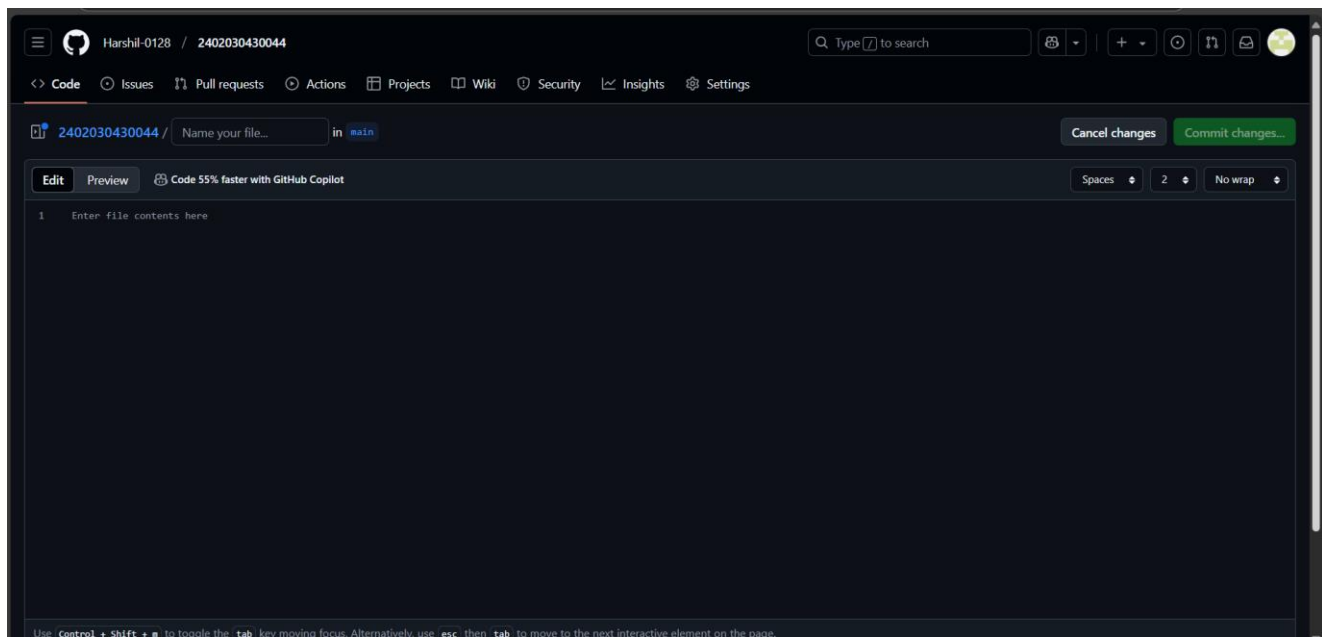 Harshil-0128 / 2402030430044
Type / to search
<> Code Issues Pull requests Actions Projects Wiki Security Insights Settings
2402030430044 / Name your file... in main
Cancel changes Commit changes...
Edit Preview Code 55% faster with GitHub Copilot
Spaces 2 No wrap
1 Enter file contents here
Use Control + Shift + m to toggle the tab key moving focus. Alternatively, use esc then tab to move to the next interactive element on the page.